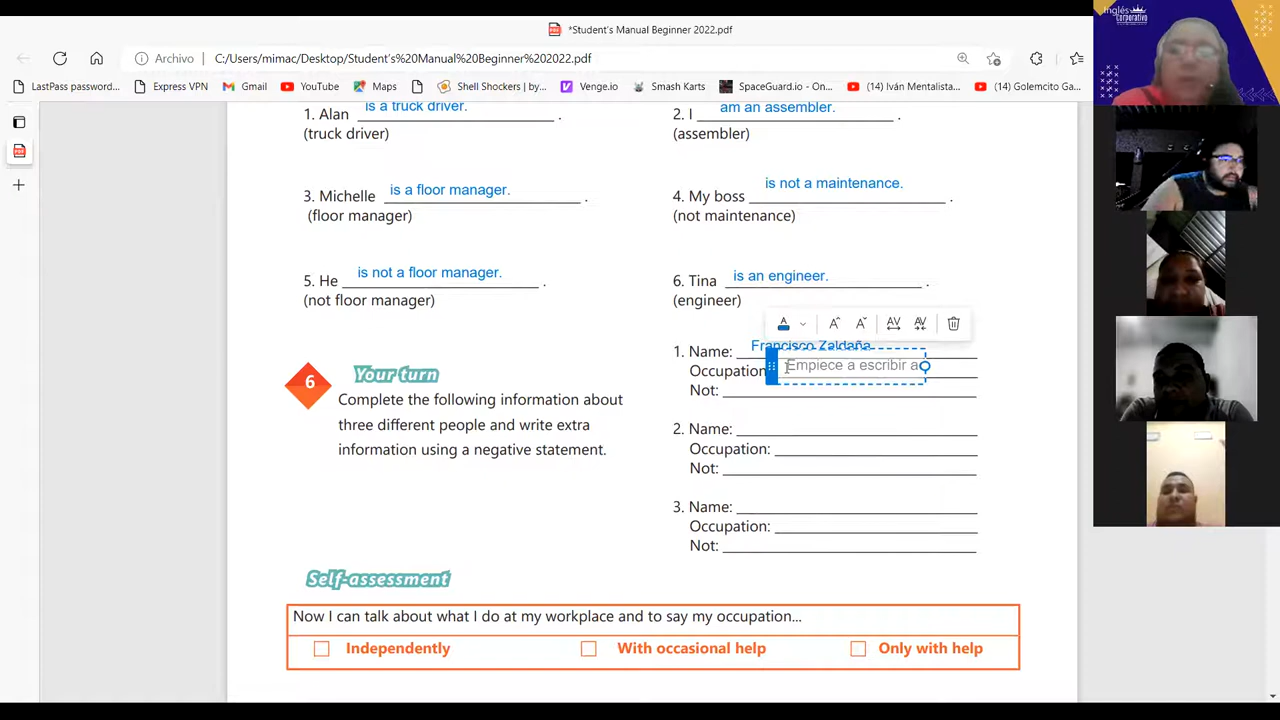 *Student's Manual Beginner 2022.pdf
Archivo
C:/Users/mimac/Desktop/Student's%20Manual%20Beginner%202022.pdf
LastPass password...
Express VPN
Gmail
YouTube
Maps
Shell Shockers | by...
Venge.io
Smash Karts
SpaceGuard.io - On...
(14) Iván Mentalista...
(14) Golemcito Ga...
Inglés
Corporativo
1. Alan is a truck driver. .
(truck driver)
2. I am an assembler. .
(assembler)
3. Michelle is a floor manager. .
(floor manager)
4. My boss is not a maintenance. .
(not maintenance)
5. He is not a floor manager. .
(not floor manager)
6. Tina is an engineer. .
(engineer)
6
Your turn
Complete the following information about
three different people and write extra
information using a negative statement.
1. Name: Francisco Zaldaña
Occupation: Empiece a escribir a
Not:
2. Name:
Occupation:
Not:
3. Name:
Occupation:
Not:
Self-assessment
Now I can talk about what I do at my workplace and to say my occupation...
Independently
With occasional help
Only with help